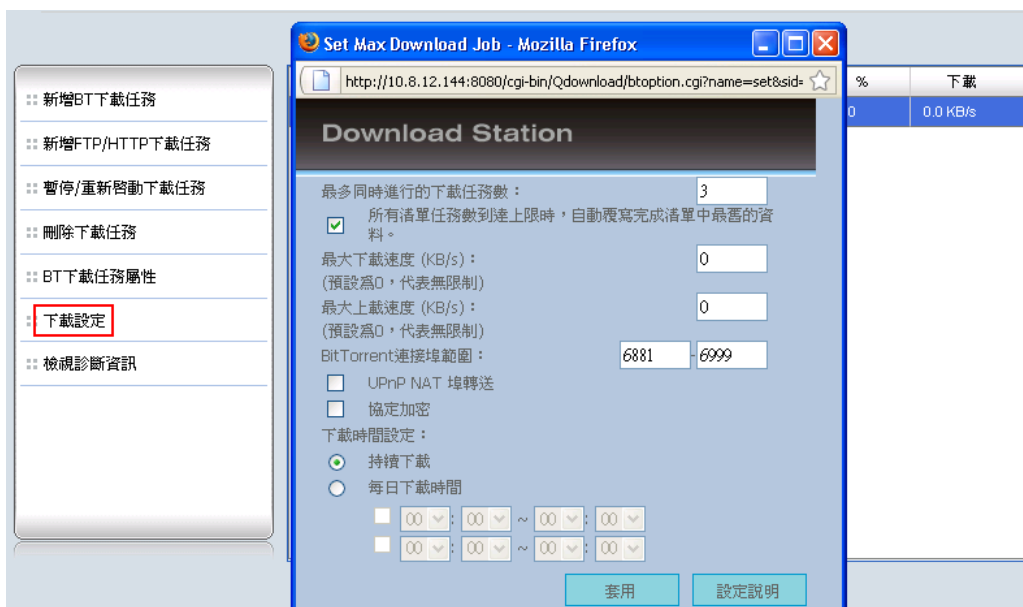 Set Max Download Job - Mozilla Firefox
http://10.8.12.144:8080/cgi-bin/Qdownload/btoption.cgi?name=set&sid=
% 下載
0 0.0 KB/s
新增BT下載任務
新增FTP/HTTP下載任務
暫停/重新啓動下載任務
刪除下載任務
BT下載任務屬性
下載設定
檢視診斷資訊
Download Station
最多同時進行的下載任務數： 3
所有清單任務數到達上限時，自動覆寫完成清單中最舊的資
料。
最大下載速度 (KB/s)： 0
(預設爲0，代表無限制)
最大上載速度 (KB/s)： 0
(預設爲0，代表無限制)
BitTorrent連接埠範圍： 6881 - 6999
UPnP NAT 埠轉送
協定加密
下載時間設定：
持續下載
每日下載時間
00 : 00 ~ 00 : 00
00 : 00 ~ 00 : 00
套用 設定說明